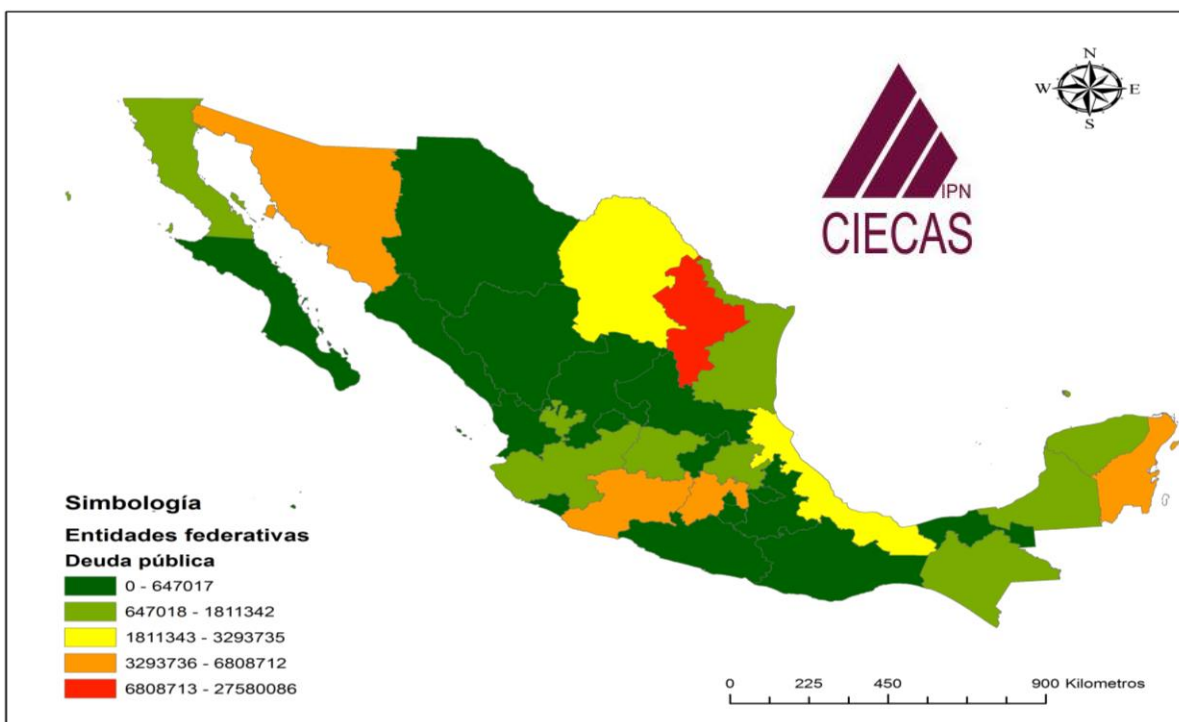 N
W E
S
IPN
CIECAS
Simbología
Entidades federativas
Deuda pública
0 - 647017
647018 - 1811342
1811343 - 3293735
3293736 - 6808712
6808713 - 27580086
0 225 450 900 Kilometros